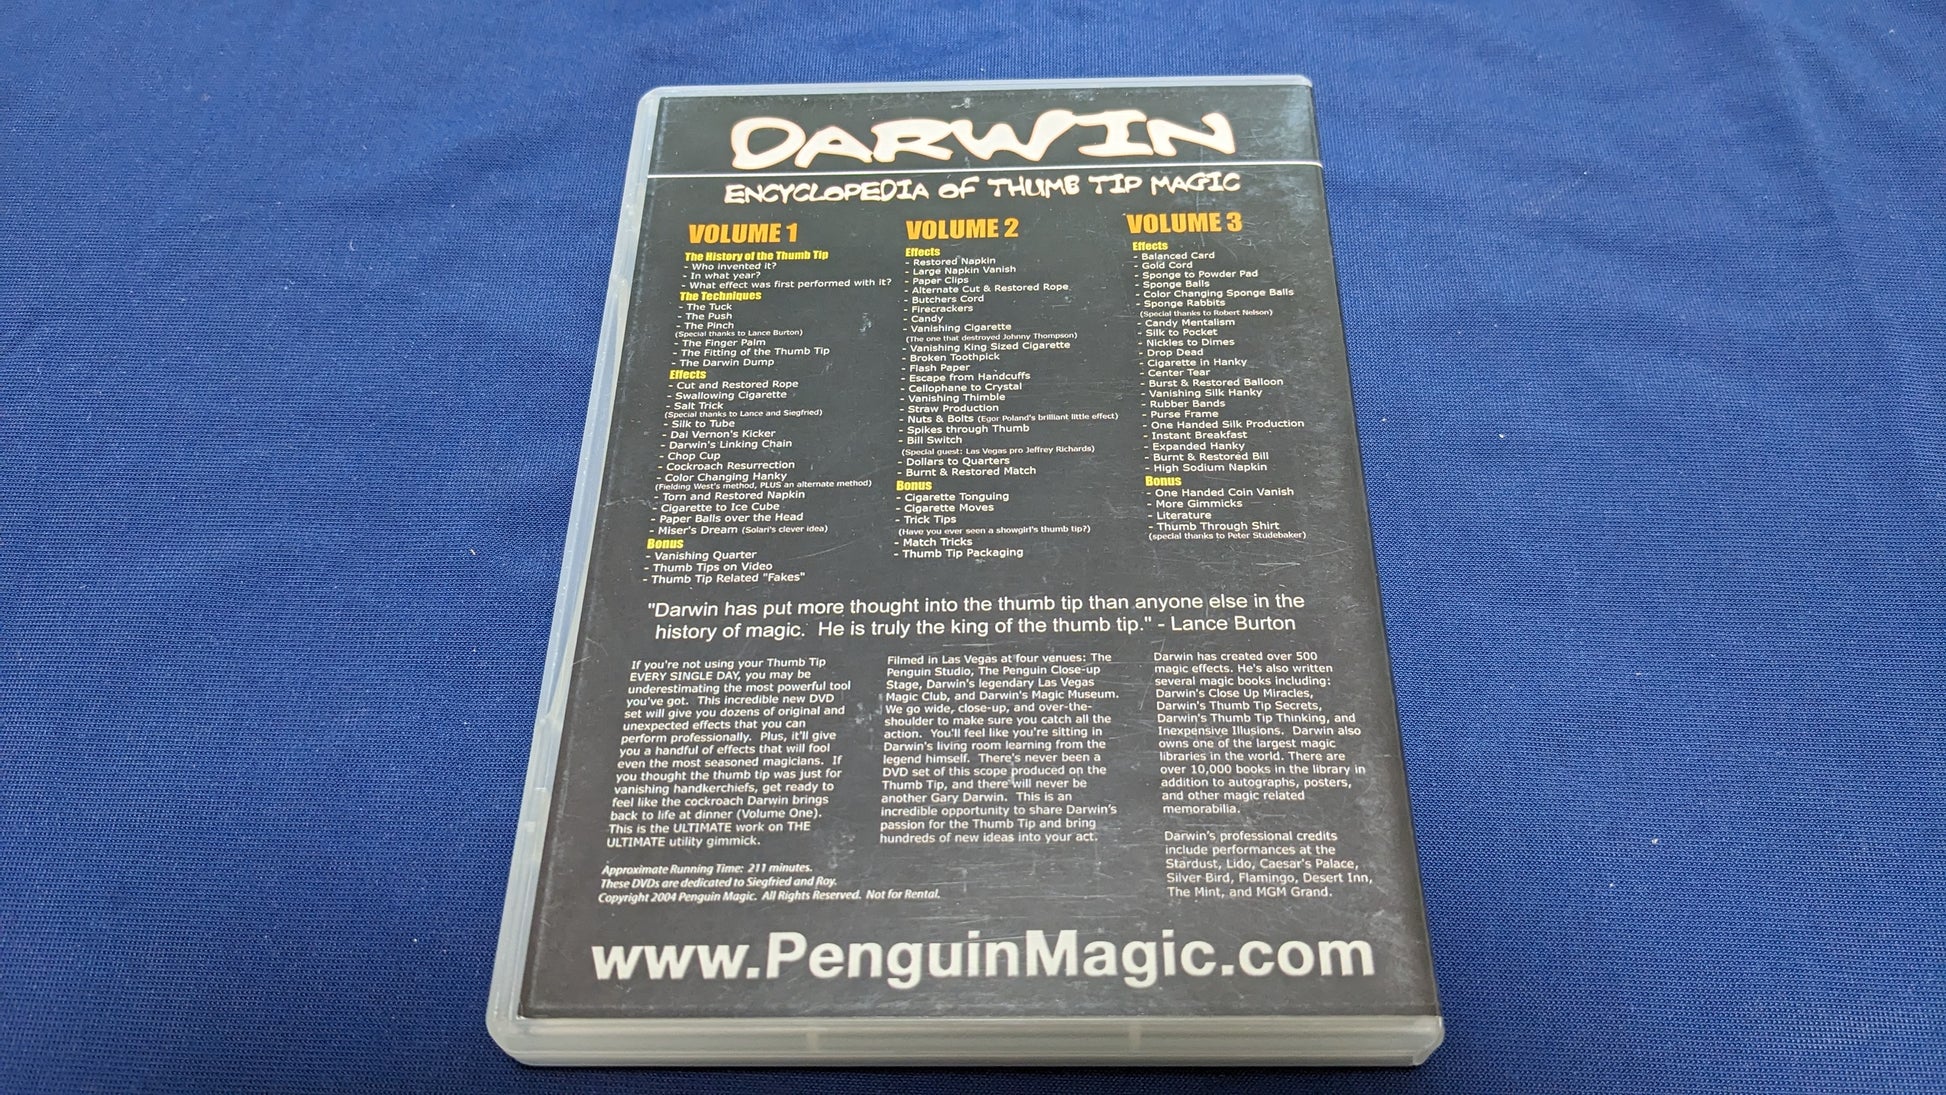 DARWIN
ENCYCLOPEDIA OF THUMB TIP MAGIC
VOLUME 1
The History of the Thumb Tip
- Who invented it?
- In what year?
- What effect was first performed with it?
The Techniques
- The Tuck
- The Push
- The Pinch
(Special thanks to Lance Burton)
- The Finger Palm
- The Fitting of the Thumb Tip
- The Darwin Dump
Effects
- Cut and Restored Rope
- Swallowing Cigarette
- Salt Trick
(Special thanks to Lance and Siegfried)
- Silk to Tube
- Dai Vernon's Kicker
- Darwin's Linking Chain
- Chop Cup
- Cockroach Resurrection
- Color Changing Hanky
(Fielding West's method, PLUS an alternate method)
- Torn and Restored Napkin
- Cigarette to Ice Cube
- Paper Balls over the Head
- Miser's Dream (Solari's clever idea)
Bonus
- Vanishing Quarter
- Thumb Tips on Video
- Thumb Tip Related "Fakes"
VOLUME 2
Effects
- Restored Napkin
- Large Napkin Vanish
- Paper Clips
- Alternate Cut & Restored Rope
- Butchers Cord
- Firecrackers
- Candy
- Vanishing Cigarette
(The one that destroyed Johnny Thompson)
- Vanishing King Sized Cigarette
- Broken Toothpick
- Flash Paper
- Escape from Handcuffs
- Cellophane to Crystal
- Vanishing Thimble
- Straw Production
- Nuts & Bolts (Egor Poland's brilliant little effect)
- Spikes through Thumb
- Bill Switch
(Special guest: Las Vegas pro Jeffrey Richards)
- Dollars to Quarters
- Burnt & Restored Match
Bonus
- Cigarette Tonguing
- Cigarette Moves
- Trick Tips
(Have you ever seen a showgirl's thumb tip?)
- Match Tricks
- Thumb Tip Packaging
VOLUME 3
Effects
- Balanced Card
- Gold Cord
- Sponge to Powder Pad
- Sponge Balls
- Color Changing Sponge Balls
- Sponge Rabbits
(Special thanks to Robert Nelson)
- Candy Mentalism
- Silk to Pocket
- Nickles to Dimes
- Drop Dead
- Cigarette in Hanky
- Center Tear
- Burst & Restored Balloon
- Vanishing Silk Hanky
- Rubber Bands
- Purse Frame
- One Handed Silk Production
- Instant Breakfast
- Expanded Hanky
- Burnt & Restored Bill
- High Sodium Napkin
Bonus
- One Handed Coin Vanish
- More Gimmicks
- Literature
- Thumb Through Shirt
(special thanks to Peter Studebaker)
"Darwin has put more thought into the thumb tip than anyone else in the
history of magic. He is truly the king of the thumb tip." - Lance Burton
If you're not using your Thumb Tip
EVERY SINGLE DAY, you may be
underestimating the most powerful tool
you've got. This incredible new DVD
set will give you dozens of original and
unexpected effects that you can
perform professionally. Plus, it'll give
you a handful of effects that will fool
even the most seasoned magicians. If
you thought the thumb tip was just for
vanishing handkerchiefs, get ready to
feel like the cockroach Darwin brings
back to life at dinner (Volume One).
This is the ULTIMATE work on THE
ULTIMATE utility gimmick.
Filmed in Las Vegas at four venues: The
Penguin Studio, The Penguin Close-up
Stage, Darwin's legendary Las Vegas
Magic Club, and Darwin's Magic Museum.
We go wide, close-up, and over-the-
shoulder to make sure you catch all the
action. You'll feel like you're sitting in
Darwin's living room learning from the
legend himself. There's never been a
DVD set of this scope produced on the
Thumb Tip, and there will never be
another Gary Darwin. This is an
incredible opportunity to share Darwin's
passion for the Thumb Tip and bring
hundreds of new ideas into your act.
Darwin has created over 500
magic effects. He's also written
several magic books including:
Darwin's Close Up Miracles,
Darwin's Thumb Tip Secrets,
Darwin's Thumb Tip Thinking, and
Inexpensive Illusions. Darwin also
owns one of the largest magic
libraries in the world. There are
over 10,000 books in the library in
addition to autographs, posters,
and other magic related
memorabilia.
Darwin's professional credits
include performances at the
Stardust, Lido, Caesar's Palace,
Silver Bird, Flamingo, Desert Inn,
The Mint, and MGM Grand.
Approximate Running Time: 211 minutes.
These DVDs are dedicated to Siegfried and Roy.
Copyright 2004 Penguin Magic. All Rights Reserved. Not for Rental.
www.PenguinMagic.com